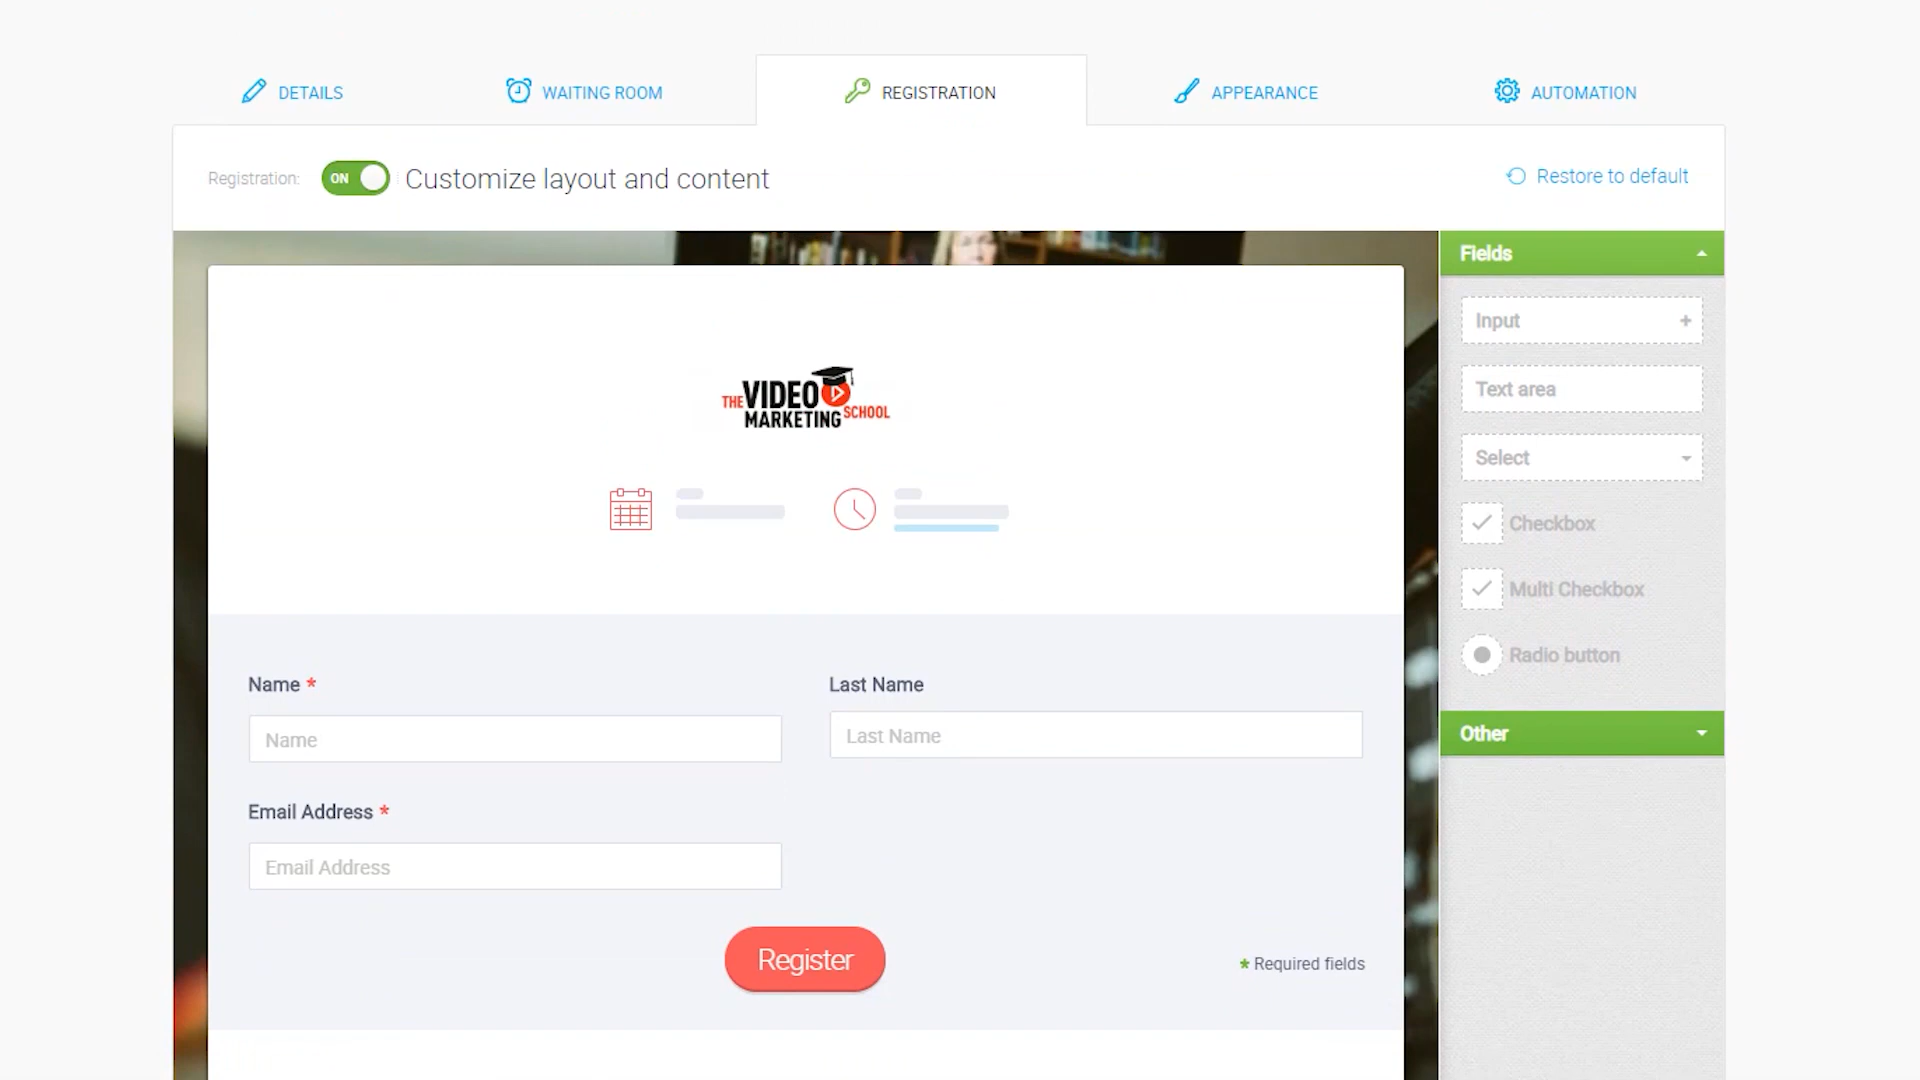 DETAILS
WAITING ROOM
REGISTRATION
APPEARANCE
AUTOMATION
Registration:
ON
Customize layout and content
Restore to default
THE VIDEO
MARKETING SCHOOL
Name *
Name
Last Name
Last Name
Email Address *
Email Address
Register
* Required fields
Fields
Input
Text area
Select
Checkbox
Multi Checkbox
Radio button
Other